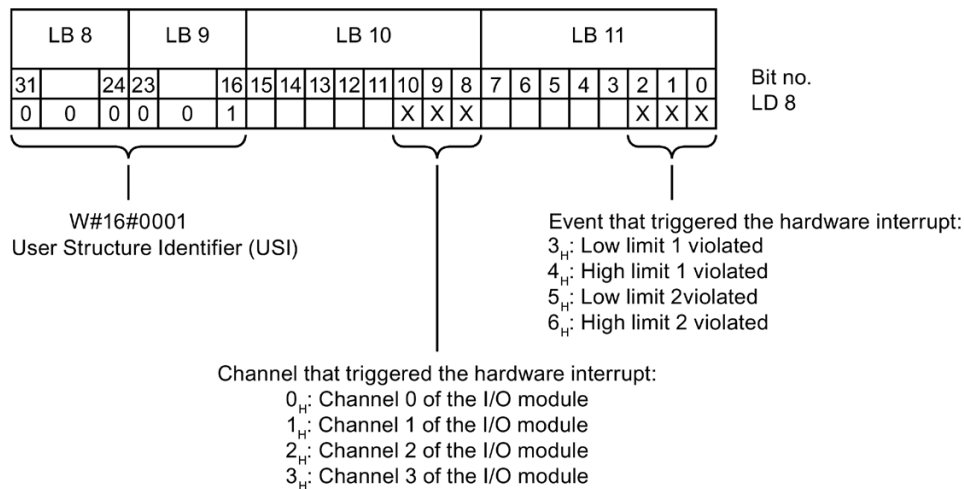 LB 8 LB 9 LB 10 LB 11
31 24 23 16 15 14 13 12 11 10 9 8 7 6 5 4 3 2 1 0 Bit no.
0 0 0 0 0 1 X X X X X X LD 8
W#16#0001
User Structure Identifier (USI)
Event that triggered the hardware interrupt:
3H: Low limit 1 violated
4H: High limit 1 violated
5H: Low limit 2violated
6H: High limit 2 violated
Channel that triggered the hardware interrupt:
0H: Channel 0 of the I/O module
1H: Channel 1 of the I/O module
2H: Channel 2 of the I/O module
3H: Channel 3 of the I/O module